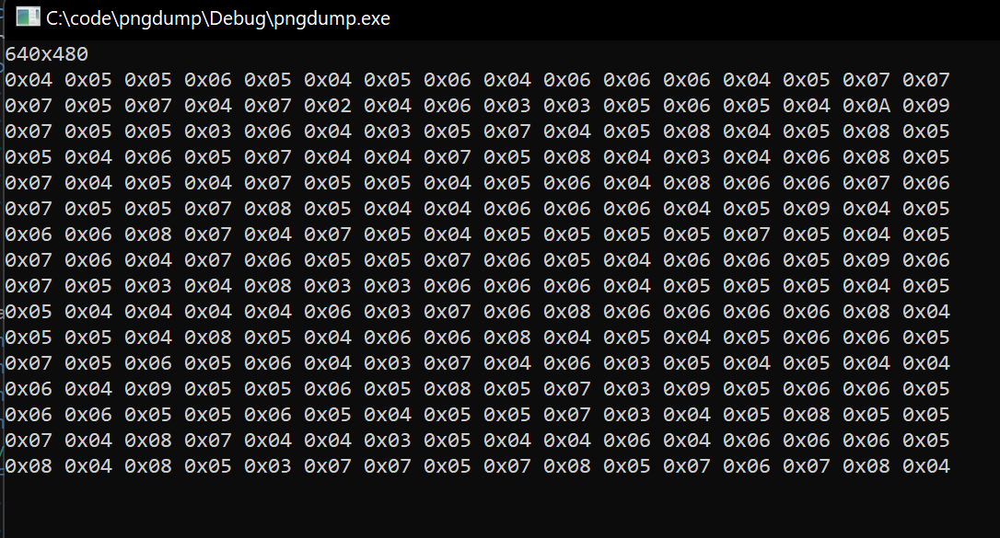 C:\code\pngdump\Debug\pngdump.exe
640x480
0x04 0x05 0x05 0x06 0x05 0x04 0x05 0x06 0x04 0x06 0x06 0x06 0x04 0x05 0x07 0x07
0x07 0x05 0x07 0x04 0x07 0x02 0x04 0x06 0x03 0x03 0x05 0x06 0x05 0x04 0x0A 0x09
0x07 0x05 0x05 0x03 0x06 0x04 0x03 0x05 0x07 0x04 0x05 0x08 0x04 0x05 0x08 0x05
0x05 0x04 0x06 0x05 0x07 0x04 0x04 0x07 0x05 0x08 0x04 0x03 0x04 0x06 0x08 0x05
0x07 0x04 0x05 0x04 0x07 0x05 0x05 0x04 0x05 0x06 0x04 0x08 0x06 0x06 0x07 0x06
0x07 0x05 0x05 0x07 0x08 0x05 0x04 0x04 0x06 0x06 0x06 0x04 0x05 0x09 0x04 0x05
0x06 0x06 0x08 0x07 0x04 0x07 0x05 0x04 0x05 0x05 0x05 0x05 0x07 0x05 0x04 0x05
0x07 0x06 0x04 0x07 0x06 0x05 0x05 0x07 0x06 0x05 0x04 0x06 0x06 0x05 0x09 0x06
0x07 0x05 0x03 0x04 0x08 0x03 0x03 0x06 0x06 0x06 0x04 0x05 0x05 0x05 0x04 0x05
0x05 0x04 0x04 0x04 0x04 0x06 0x03 0x07 0x06 0x08 0x06 0x06 0x06 0x06 0x08 0x04
0x05 0x05 0x04 0x08 0x05 0x04 0x06 0x06 0x08 0x04 0x05 0x04 0x05 0x06 0x06 0x05
0x07 0x05 0x06 0x05 0x06 0x04 0x03 0x07 0x04 0x06 0x03 0x05 0x04 0x05 0x04 0x04
0x06 0x04 0x09 0x05 0x05 0x06 0x05 0x08 0x05 0x07 0x03 0x09 0x05 0x06 0x06 0x05
0x06 0x06 0x05 0x05 0x06 0x05 0x04 0x05 0x05 0x07 0x03 0x04 0x05 0x08 0x05 0x05
0x07 0x04 0x08 0x07 0x04 0x04 0x03 0x05 0x04 0x04 0x06 0x04 0x06 0x06 0x06 0x05
0x08 0x04 0x08 0x05 0x03 0x07 0x07 0x05 0x07 0x08 0x05 0x07 0x06 0x07 0x08 0x04